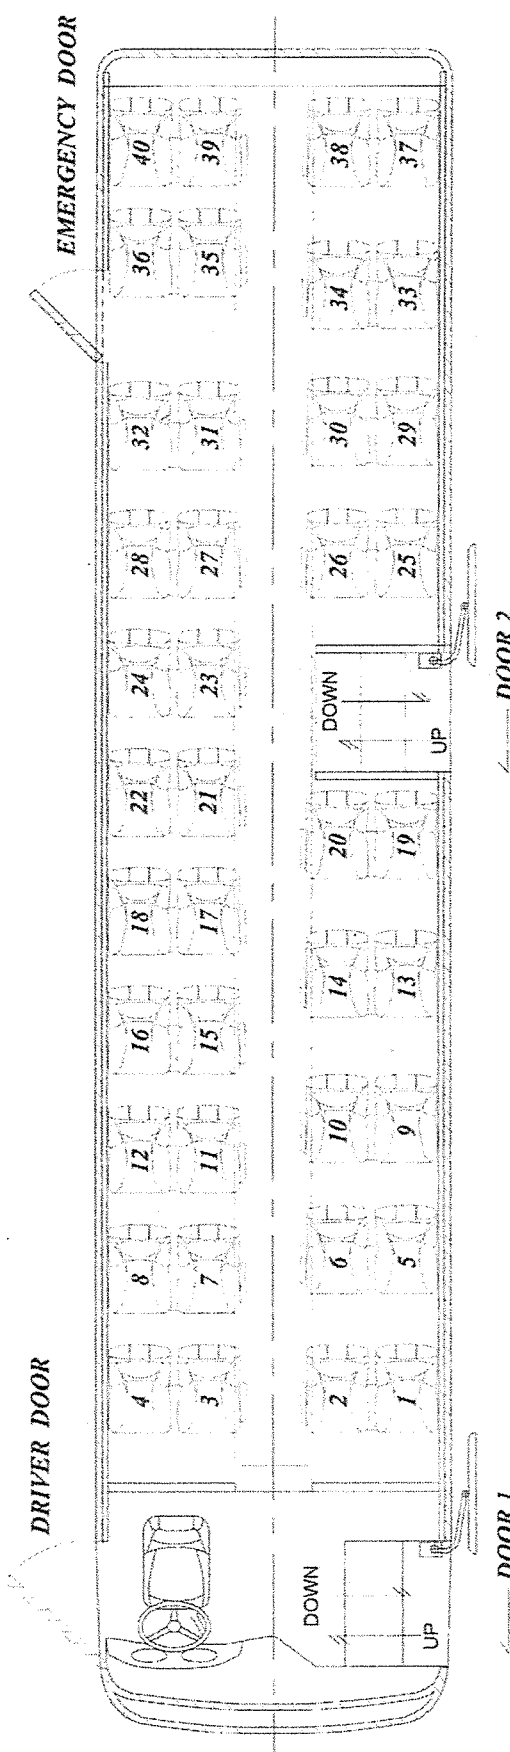 DRIVER DOOR EMERGENCY DOOR
4 8 12 16 18 22 24 28 32 36 40
3 7 11 15 17 21 23 27 31 35 39
DOWN 2 6 10 14 20 DOWN 26 30 34 38
UP 1 5 9 13 19 UP 25 29 33 37
DOOR 1 DOOR 2